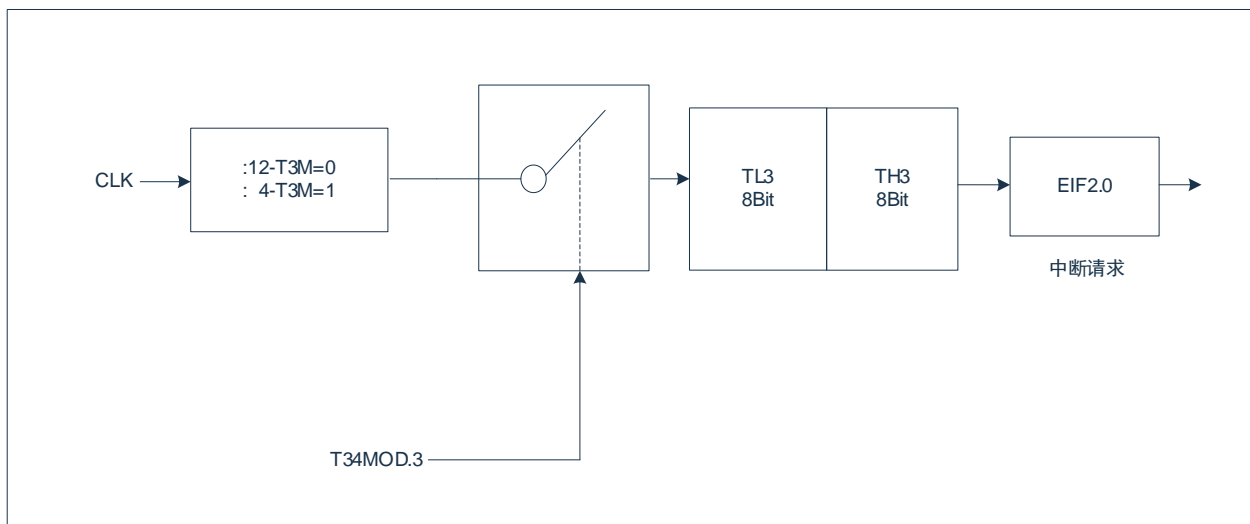 CLK
:12-T3M=0
: 4-T3M=1
TL3
8Bit
TH3
8Bit
EIF2.0
中断请求
T34MOD.3